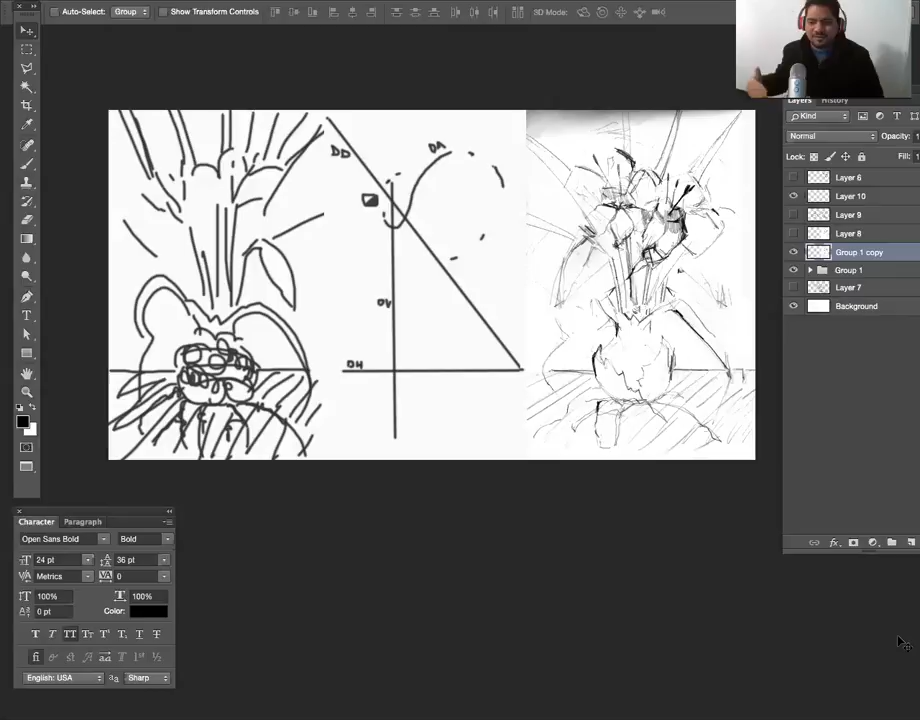 Auto-Select: Group Show Transform Controls 3D Mode:
Layers History
Kind
Normal Opacity:
Lock: Fill:
Layer 6
Layer 10
Layer 9
Layer 8
Group 1 copy
Group 1
Layer 7
Background
DD
DA
DV
DH
Character Paragraph
Open Sans Bold Bold
24 pt 36 pt
Metrics 0
100% 100%
0 pt Color:
English: USA Sharp